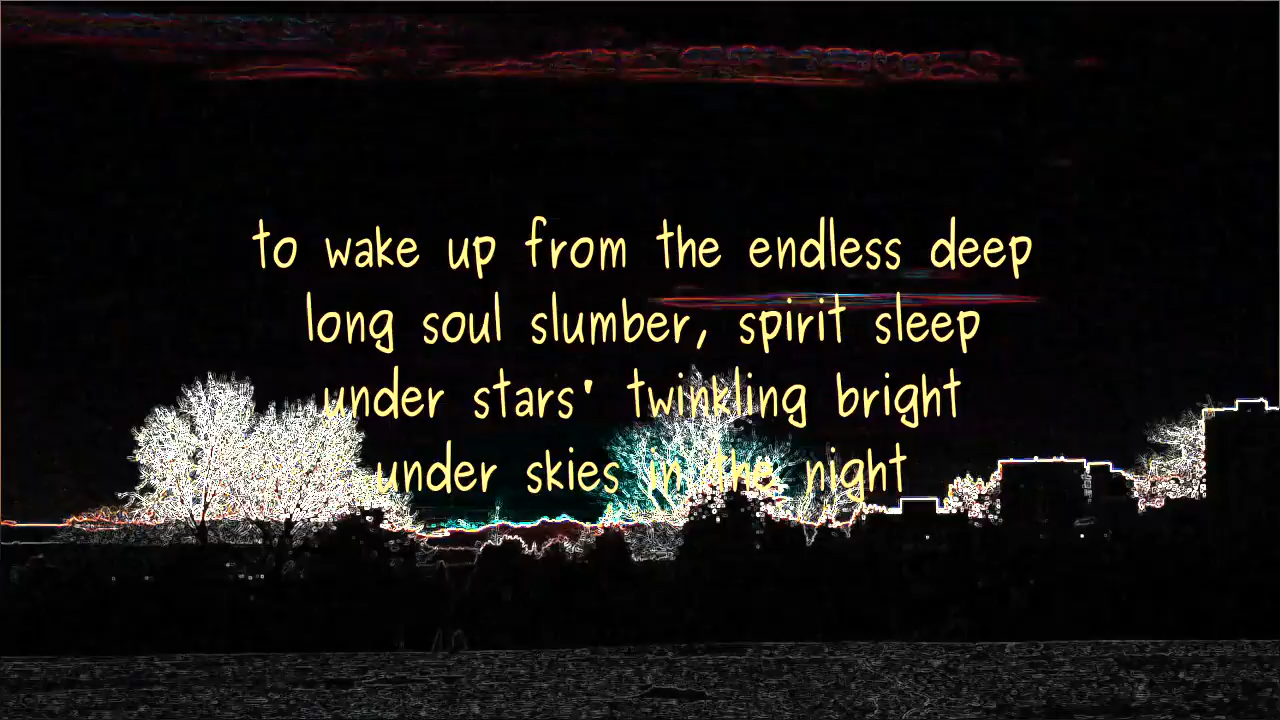 to wake up from the endless deep
long soul slumber, spirit sleep
under stars' twinkling bright
under skies in the night